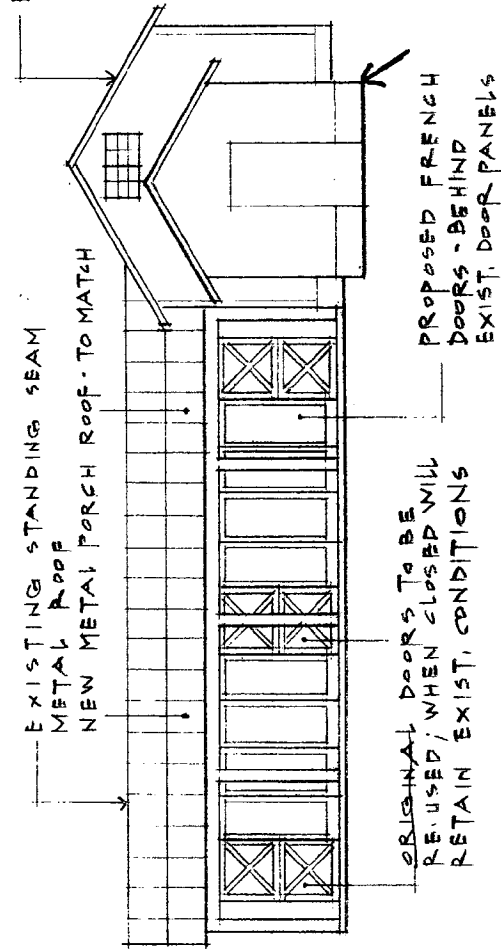 EXISTING STANDING SEAM
METAL ROOF
NEW METAL PORCH ROOF - TO MATCH
ORIGINAL DOORS TO BE
RE-USED; WHEN CLOSED WILL
RETAIN EXIST. CONDITIONS
PROPOSED FRENCH
DOORS - BEHIND
EXIST. DOOR PANELS